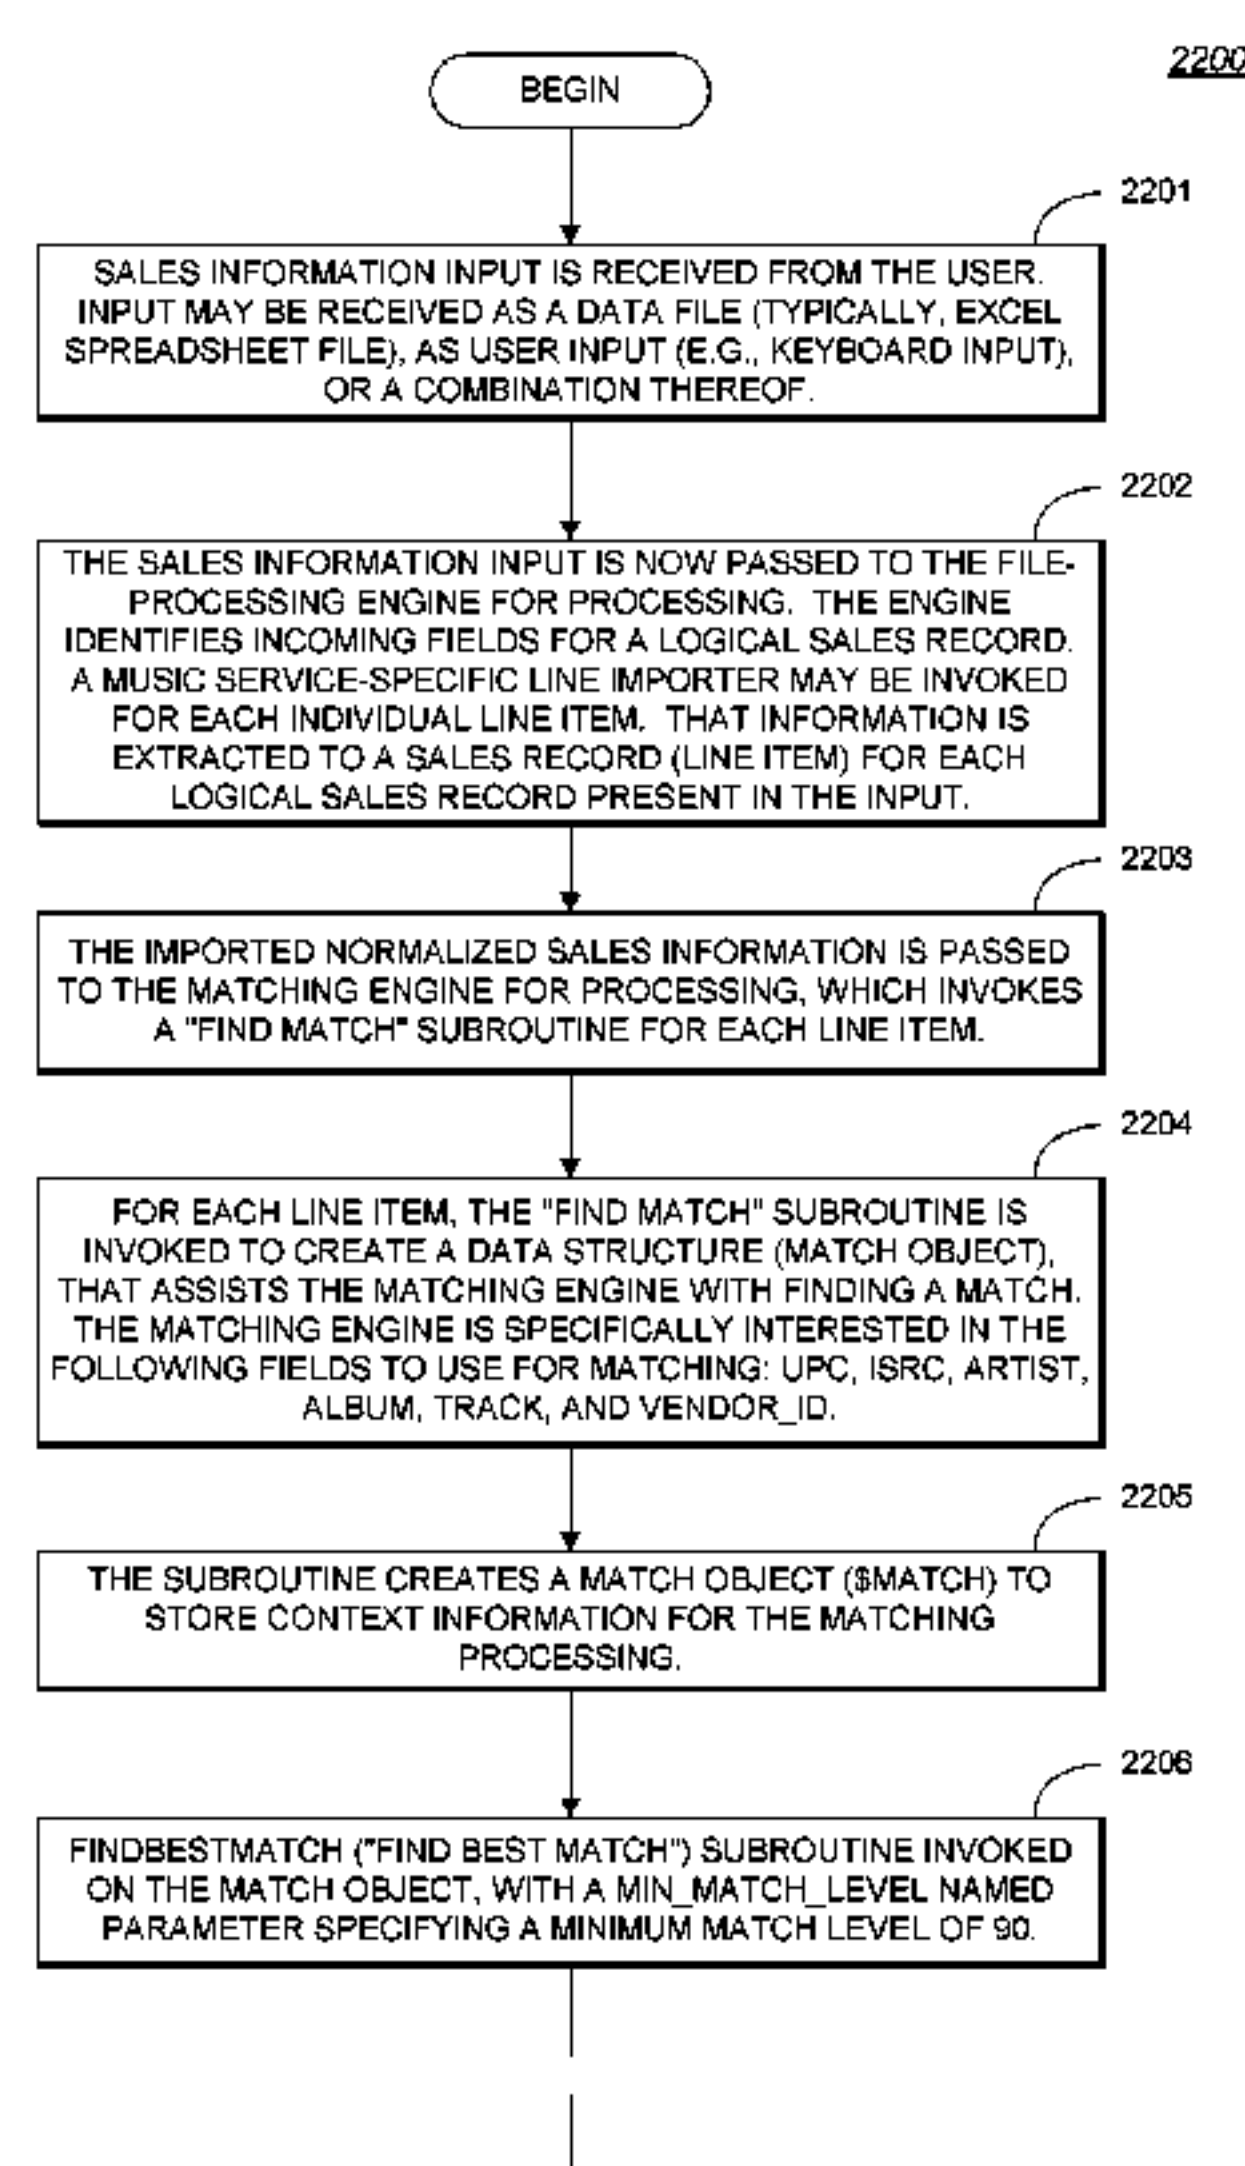 BEGIN
2200
2201
SALES INFORMATION INPUT IS RECEIVED FROM THE USER.
INPUT MAY BE RECEIVED AS A DATA FILE (TYPICALLY, EXCEL
SPREADSHEET FILE), AS USER INPUT (E.G., KEYBOARD INPUT),
OR A COMBINATION THEREOF.
2202
THE SALES INFORMATION INPUT IS NOW PASSED TO THE FILE-
PROCESSING ENGINE FOR PROCESSING. THE ENGINE
IDENTIFIES INCOMING FIELDS FOR A LOGICAL SALES RECORD.
A MUSIC SERVICE-SPECIFIC LINE IMPORTER MAY BE INVOKED
FOR EACH INDIVIDUAL LINE ITEM. THAT INFORMATION IS
EXTRACTED TO A SALES RECORD (LINE ITEM) FOR EACH
LOGICAL SALES RECORD PRESENT IN THE INPUT.
2203
THE IMPORTED NORMALIZED SALES INFORMATION IS PASSED
TO THE MATCHING ENGINE FOR PROCESSING, WHICH INVOKES
A "FIND MATCH" SUBROUTINE FOR EACH LINE ITEM.
2204
FOR EACH LINE ITEM, THE "FIND MATCH" SUBROUTINE IS
INVOKED TO CREATE A DATA STRUCTURE (MATCH OBJECT),
THAT ASSISTS THE MATCHING ENGINE WITH FINDING A MATCH.
THE MATCHING ENGINE IS SPECIFICALLY INTERESTED IN THE
FOLLOWING FIELDS TO USE FOR MATCHING: UPC, ISRC, ARTIST,
ALBUM, TRACK, AND VENDOR_ID.
2205
THE SUBROUTINE CREATES A MATCH OBJECT ($MATCH) TO
STORE CONTEXT INFORMATION FOR THE MATCHING
PROCESSING.
2206
FINDBESTMATCH ("FIND BEST MATCH") SUBROUTINE INVOKED
ON THE MATCH OBJECT, WITH A MIN_MATCH_LEVEL NAMED
PARAMETER SPECIFYING A MINIMUM MATCH LEVEL OF 90.